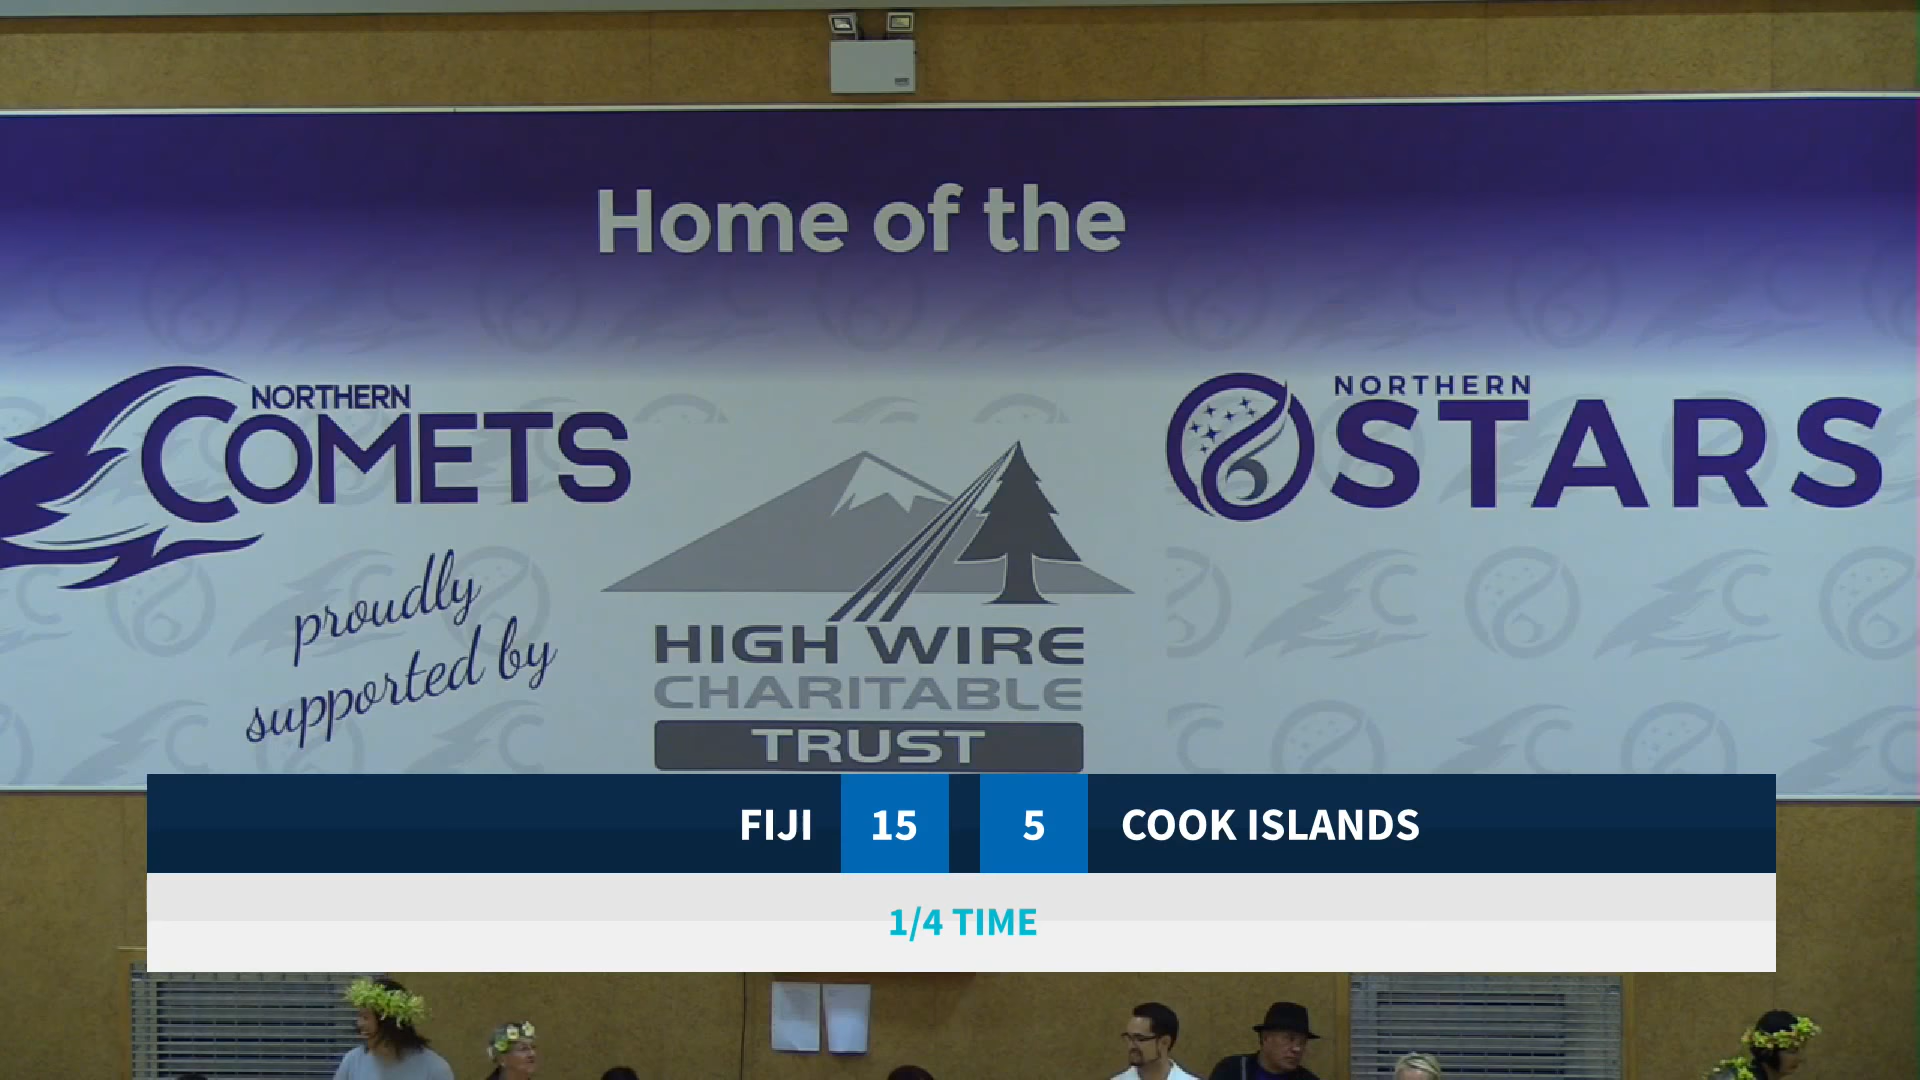 Home of the
NORTHERN
COMETS
NORTHERN
STARS
proudly
supported by
HIGH WIRE
CHARITABLE
TRUST
FIJI 15 5 COOK ISLANDS
1/4 TIME